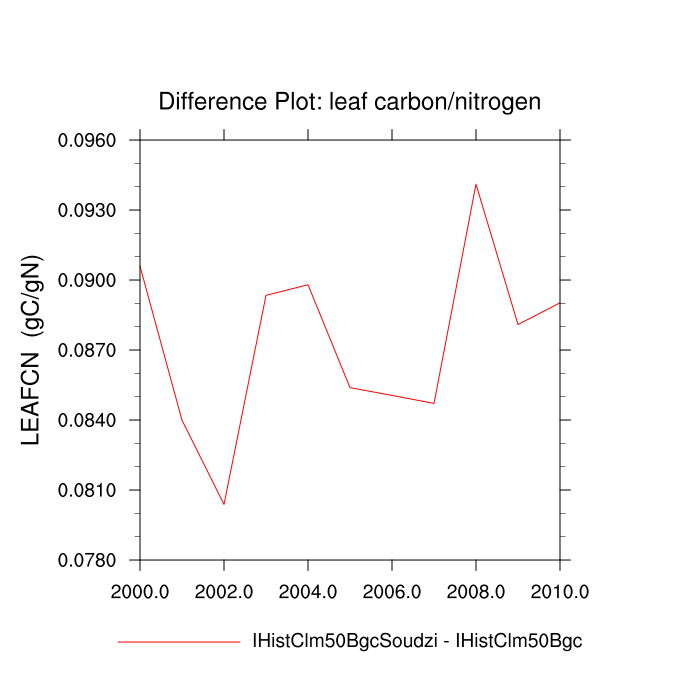 Difference Plot: leaf carbon/nitrogen
0.0960
0.0930
0.0900
0.0870
0.0840
0.0810
0.0780
LEAFCN (gC/gN)
2000.0 2002.0 2004.0 2006.0 2008.0 2010.0
IHistClm50BgcSoudzi - IHistClm50Bgc